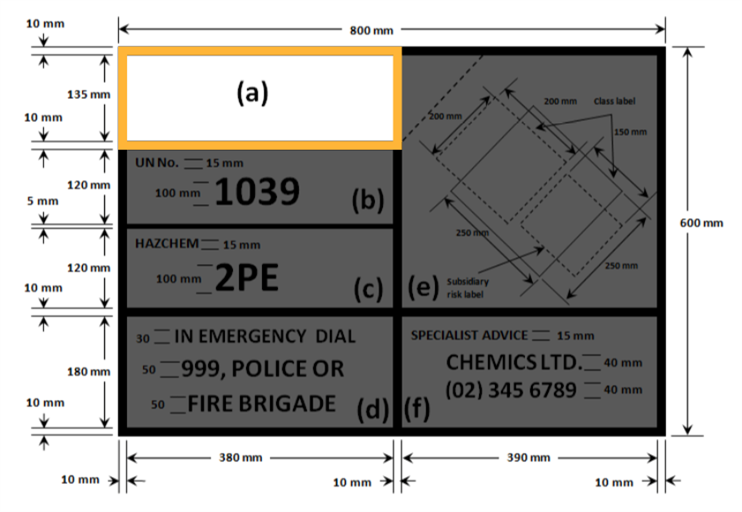 10 mm
800 mm
135 mm
(a)
10 mm
200 mm
200 mm
Class label
150 mm
UN No. 15 mm
120 mm
100 mm 1039
(b)
5 mm
600 mm
HAZCHEM 15 mm
250 mm
120 mm
100 mm 2PE
250 mm
(c)
(e)
Subsidiary
risk label
10 mm
30 IN EMERGENCY DIAL
SPECIALIST ADVICE 15 mm
180 mm
50 999, POLICE OR
CHEMICS LTD. 40 mm
(02) 345 6789 40 mm
50 FIRE BRIGADE
(d)
(f)
10 mm
380 mm
390 mm
10 mm
10 mm
10 mm